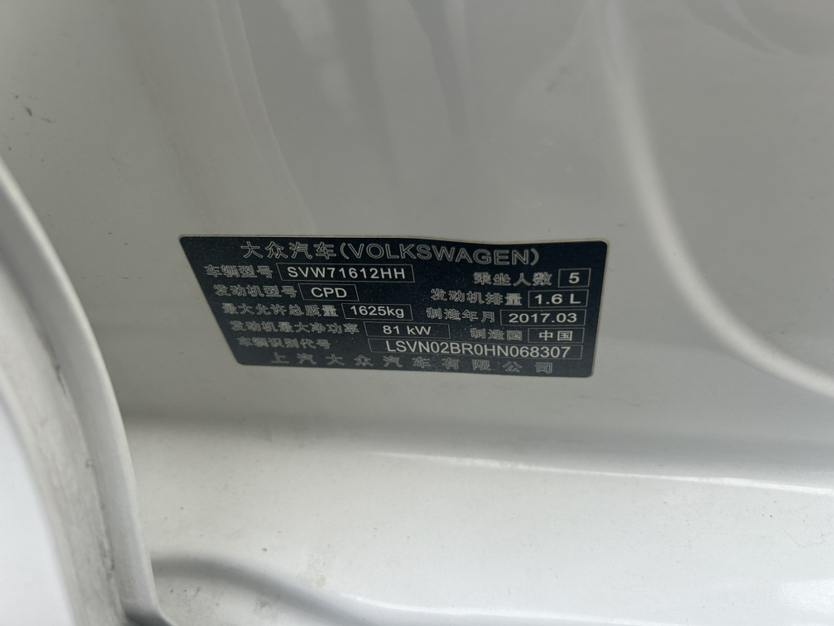 大众汽车(VOLKSWAGEN)
车辆型号 SVW71612HH 乘坐人数 5
发动机型号 CPD 发动机排量 1.6 L
最大允许总质量 1625kg 制造年月 2017.03
发动机最大净功率 81 kW 制造国 中国
车辆识别代号 LSVN02BR0HN068307
上汽大众汽车有限公司